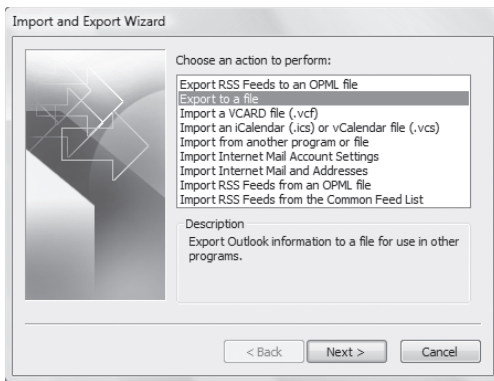 Import and Export Wizard
Choose an action to perform:
Export RSS Feeds to an OPML file
Export to a file
Import a VCARD file (.vcf)
Import an iCalendar (.ics) or vCalendar file (.vcs)
Import from another program or file
Import Internet Mail Account Settings
Import Internet Mail and Addresses
Import RSS Feeds from an OPML file
Import RSS Feeds from the Common Feed List
Description
Export Outlook information to a file for use in other
programs.
< Back
Next >
Cancel